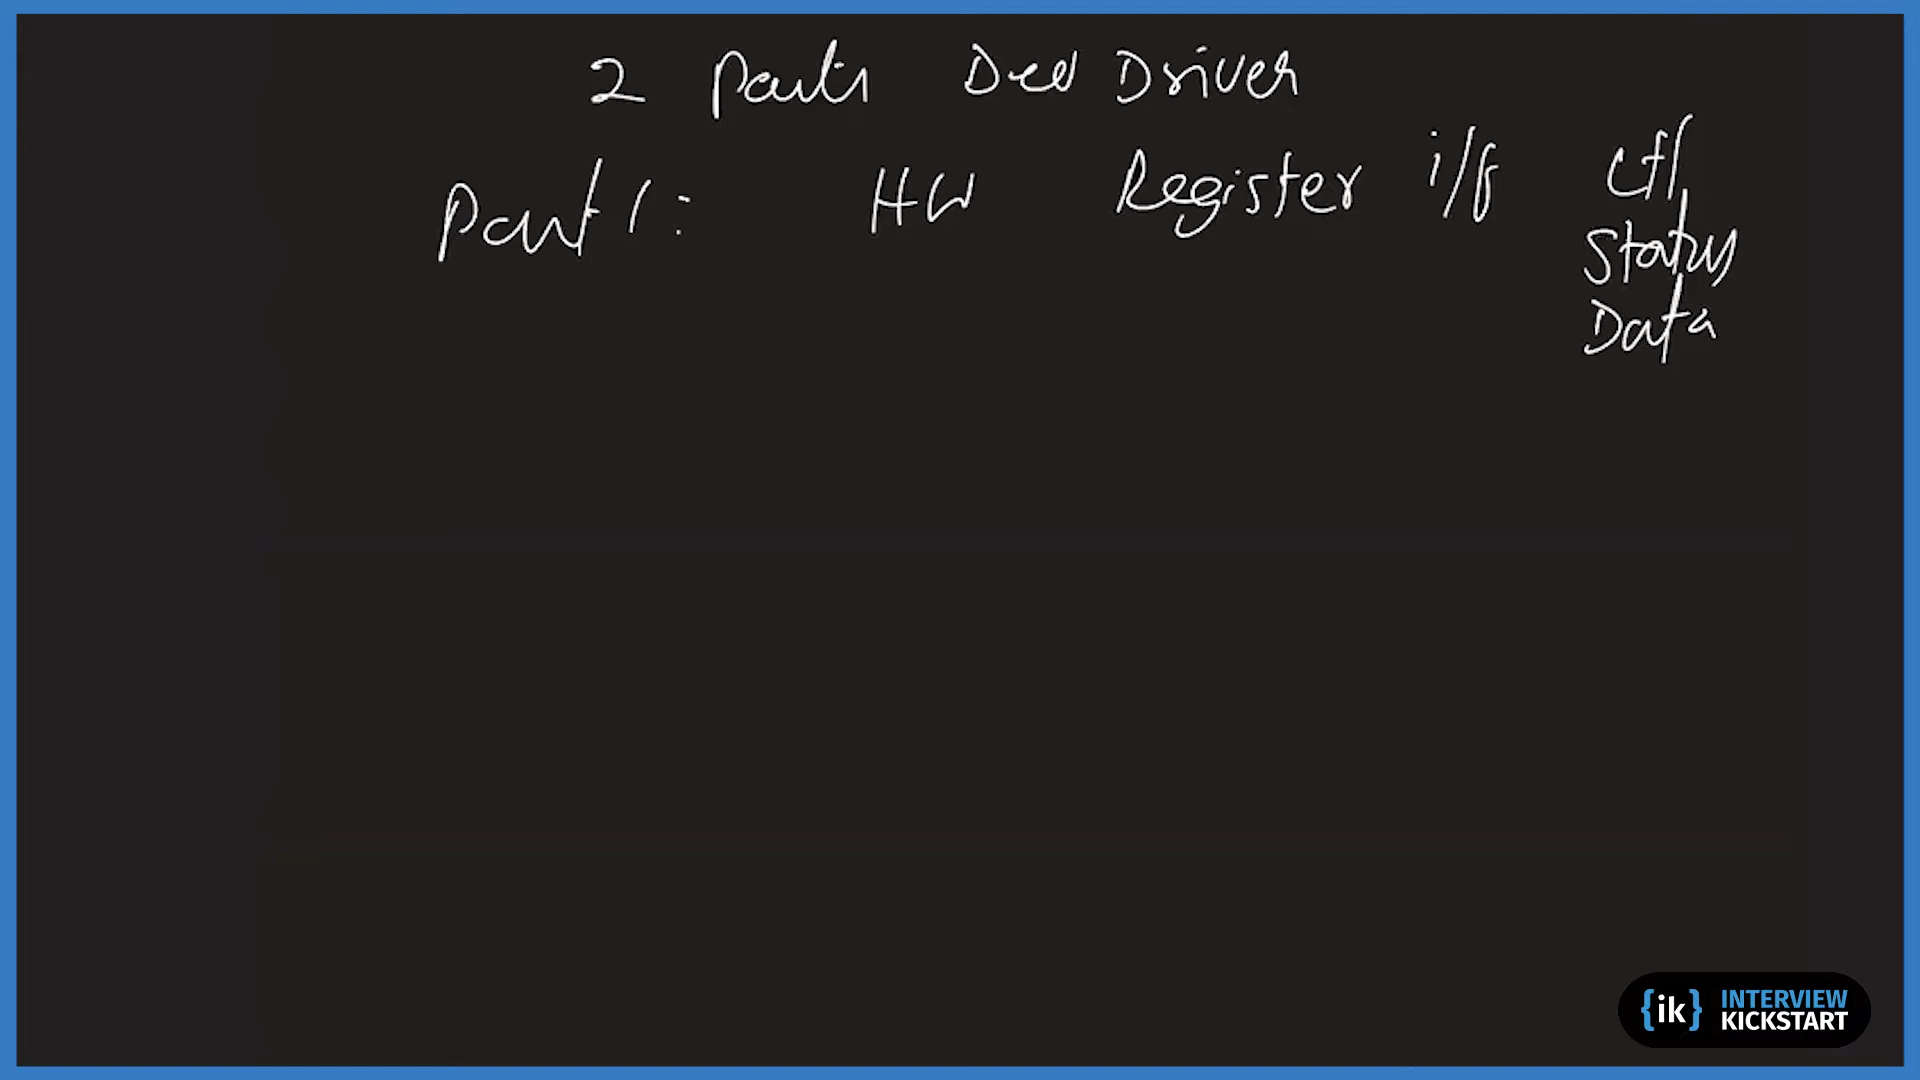 2 Parts Dev Driver
Part 1: HW Register i/f Ctl,
Status,
Data
{ik} INTERVIEW
KICKSTART